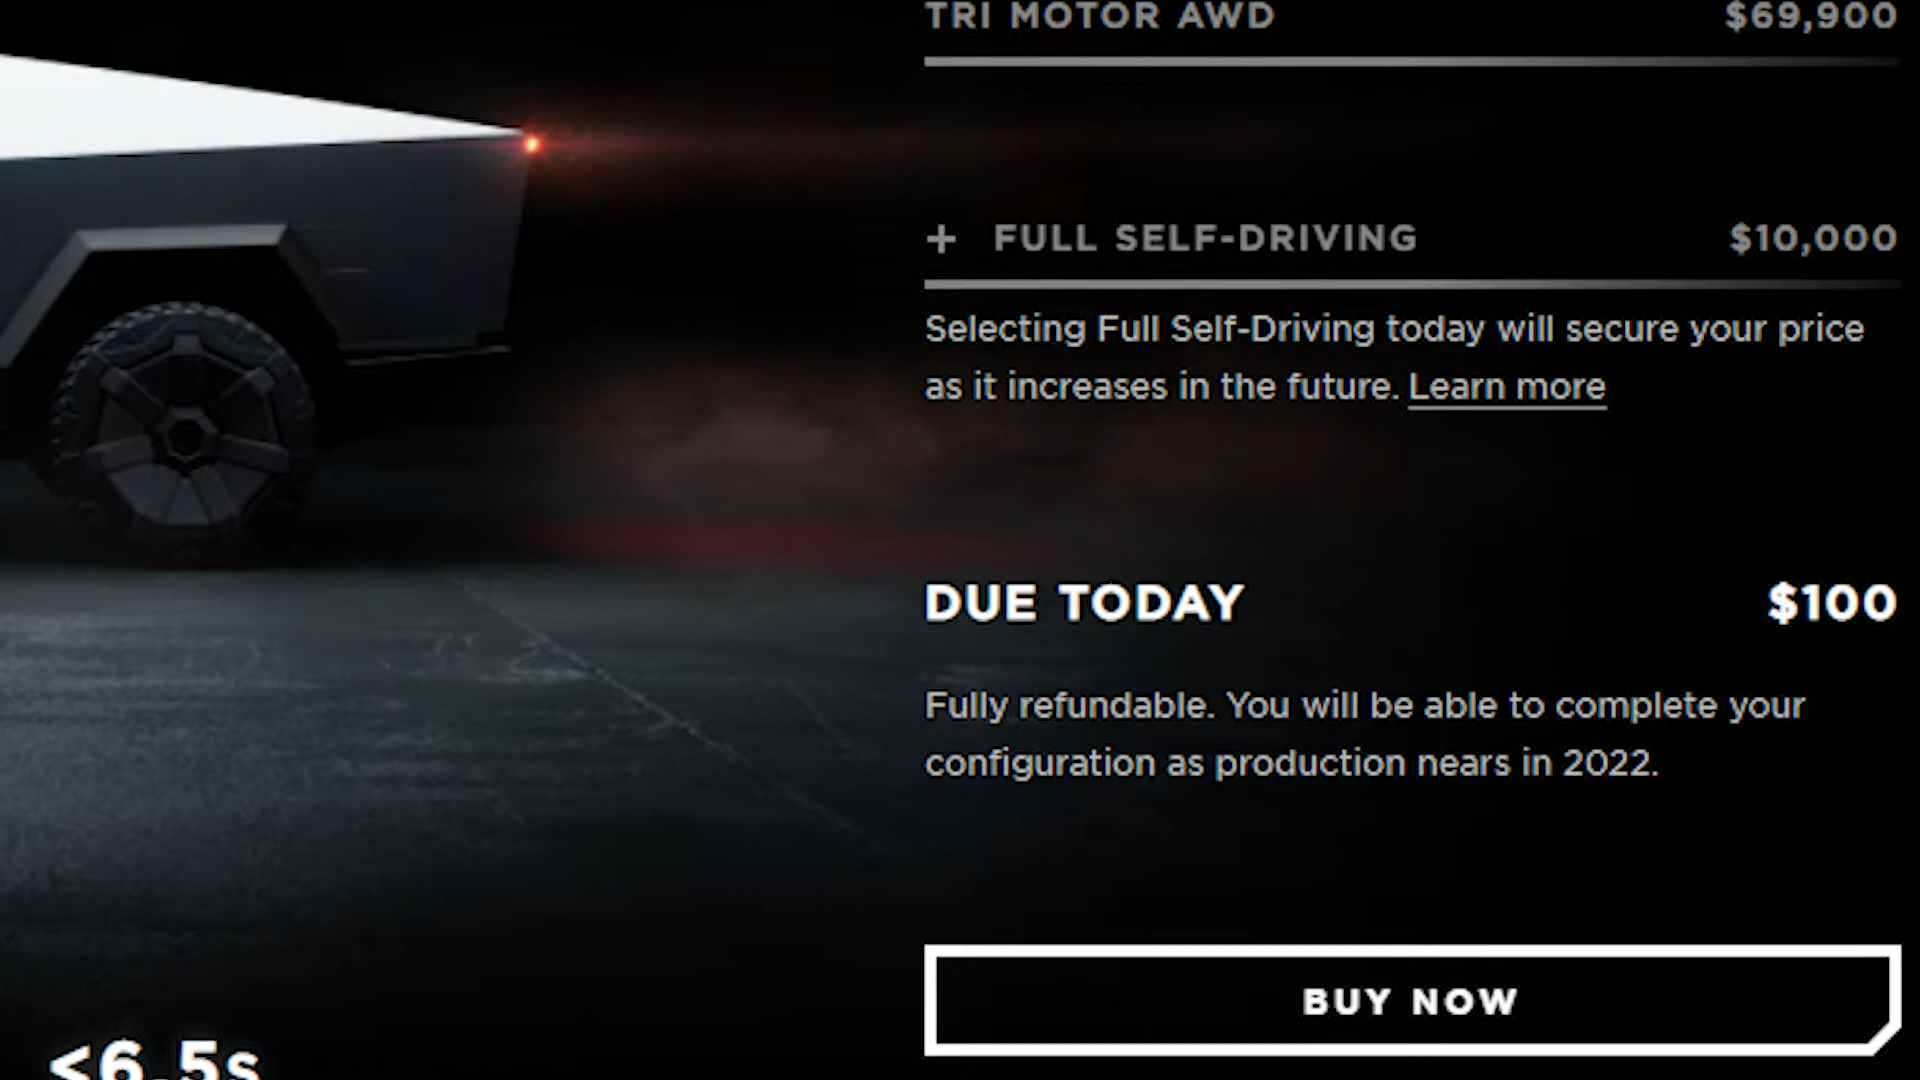 TRI MOTOR AWD $69,900
+ FULL SELF-DRIVING $10,000
Selecting Full Self-Driving today will secure your price
as it increases in the future. Learn more
DUE TODAY $100
Fully refundable. You will be able to complete your
configuration as production nears in 2022.
BUY NOW
<6.5s